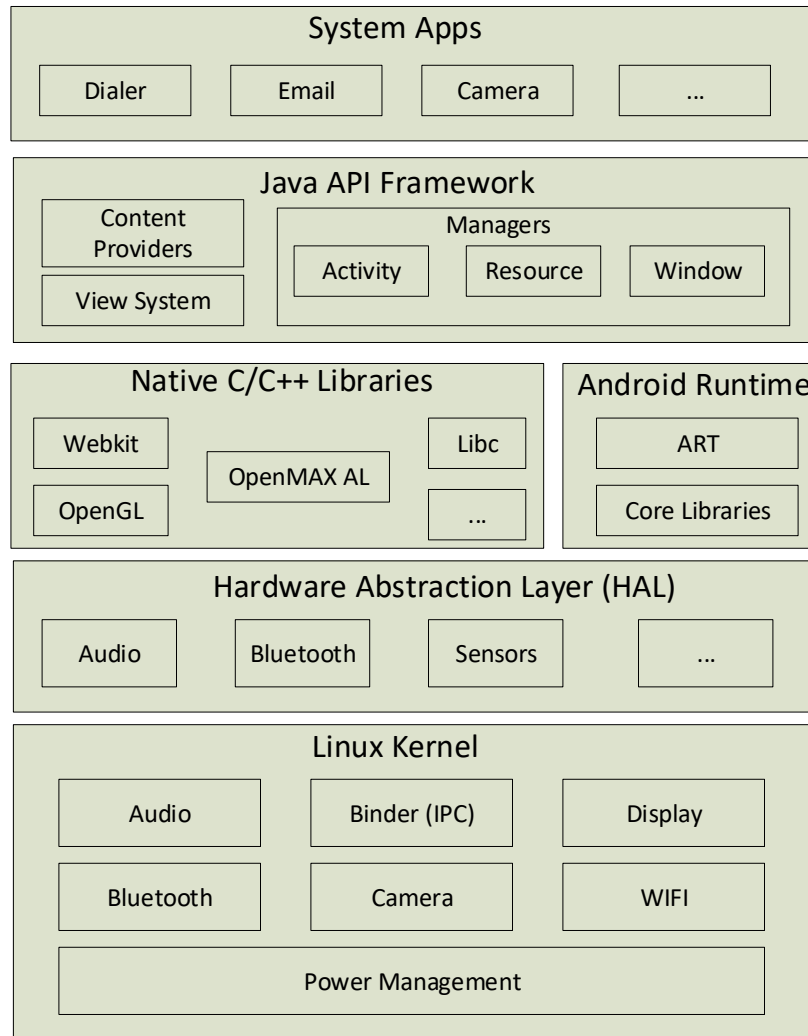 System Apps
Dialer
Email
Camera
...
Java API Framework
Content
Providers
View System
Managers
Activity
Resource
Window
Native C/C++ Libraries
Webkit
OpenGL
OpenMAX AL
Libc
...
Android Runtime
ART
Core Libraries
Hardware Abstraction Layer (HAL)
Audio
Bluetooth
Sensors
...
Linux Kernel
Audio
Binder (IPC)
Display
Bluetooth
Camera
WIFI
Power Management